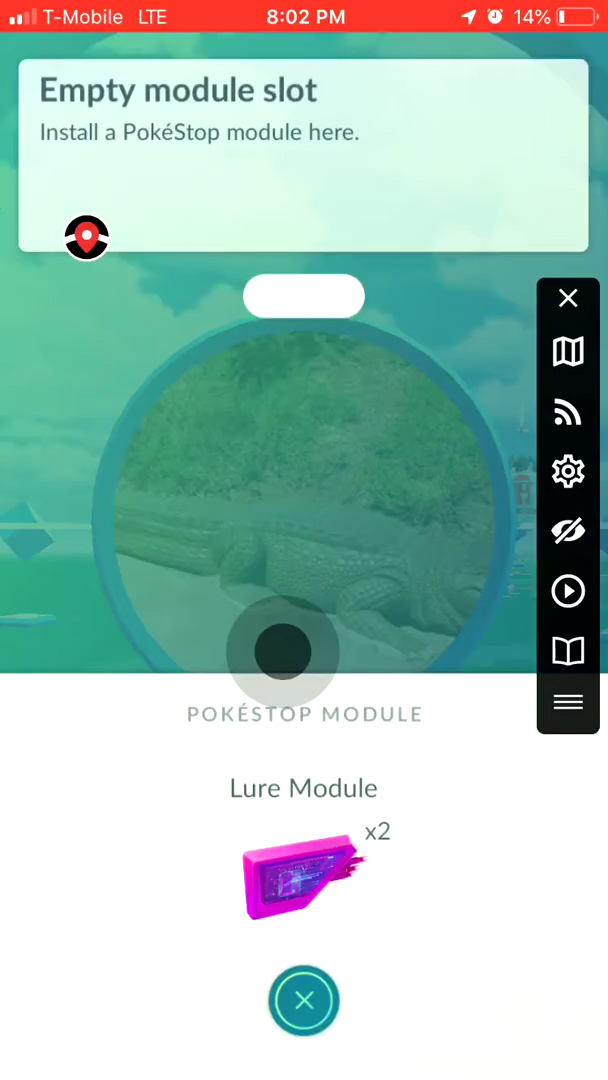 T-Mobile LTE 8:02 PM 14%
Empty module slot
Install a PokéStop module here.
POKÉSTOP MODULE
Lure Module
x2